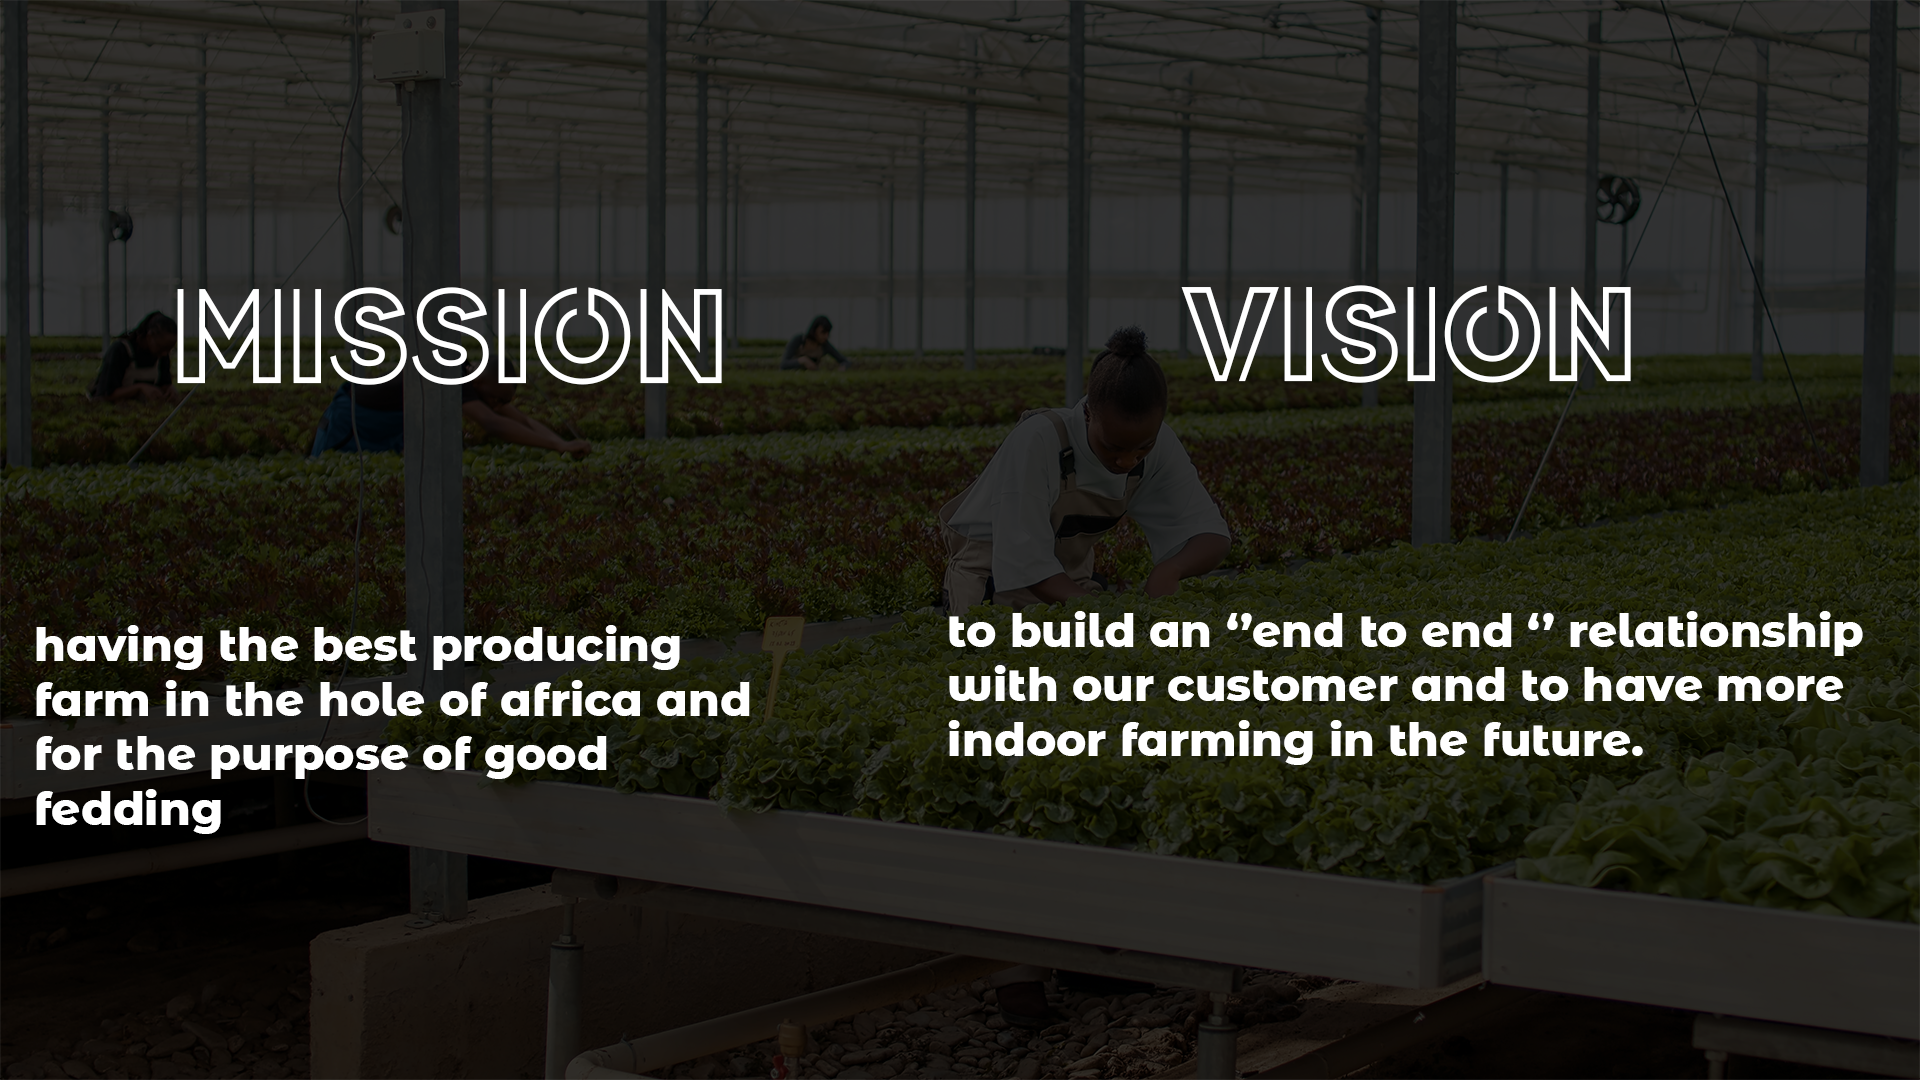 MISSION
having the best producing
farm in the hole of africa and
for the purpose of good
fedding
VISION
to build an ‘’end to end ‘’ relationship
with our customer and to have more
indoor farming in the future.